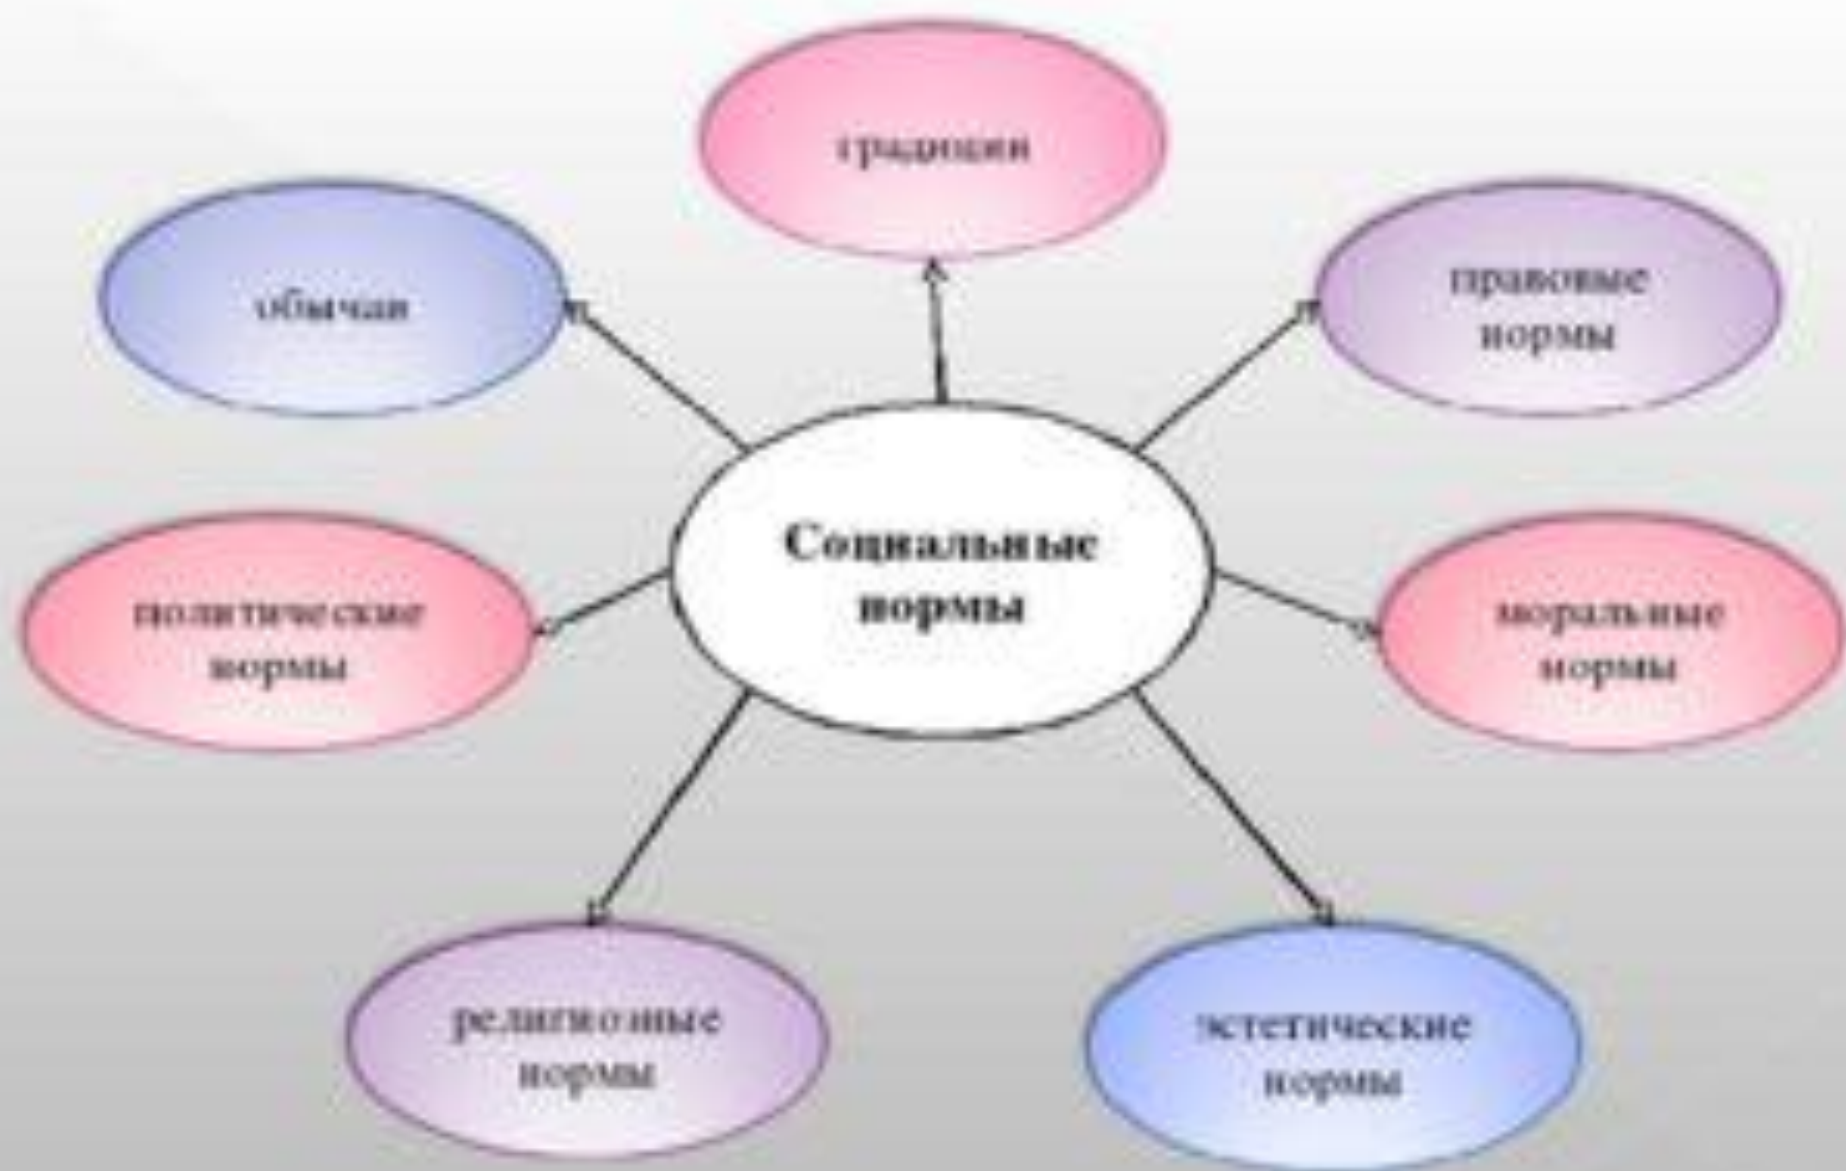 традиции
обычаи
правовые
нормы
Социальные
нормы
политические
нормы
моральные
нормы
религиозные
нормы
эстетические
нормы